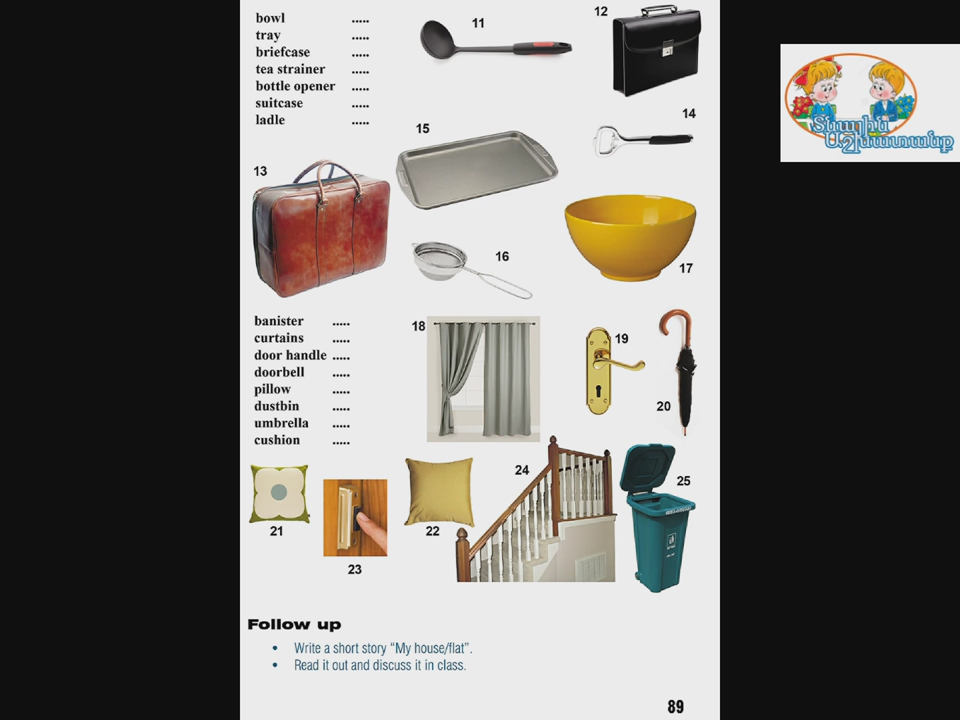 bowl .....
tray .....
briefcase .....
tea strainer .....
bottle opener .....
suitcase .....
ladle .....
11
12
13
14
15
16
17
banister .....
curtains .....
door handle .....
doorbell .....
pillow .....
dustbin .....
umbrella .....
cushion .....
18
19
20
21
22
23
24
25
Follow up
• Write a short story “My house/flat”.
• Read it out and discuss it in class.
89
Տնային
Աշխատանք